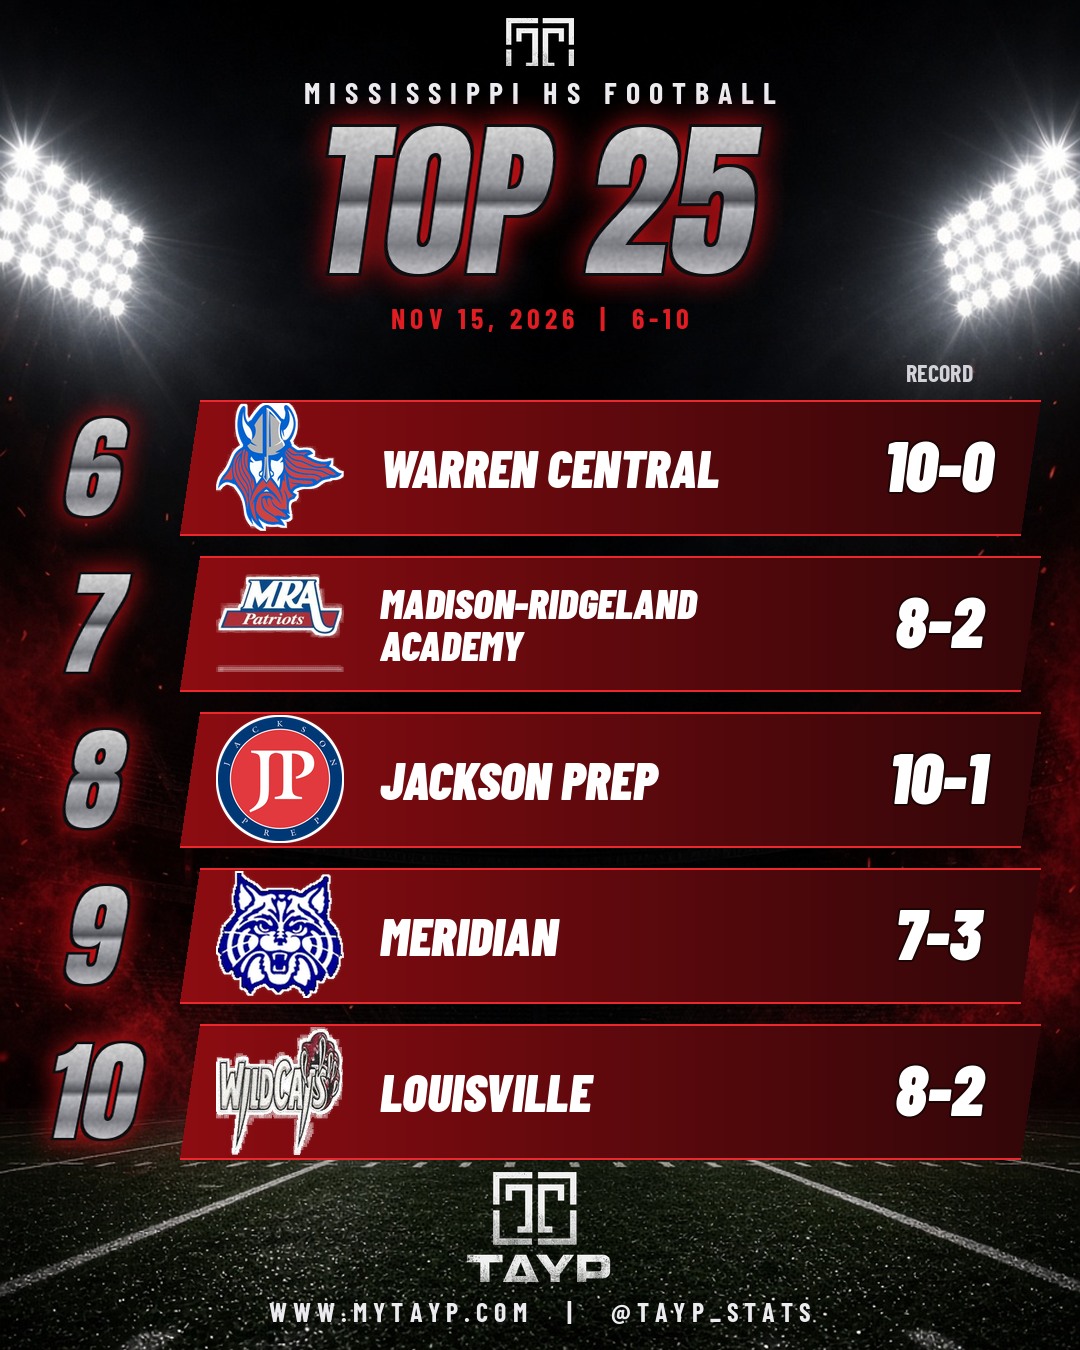 MISSISSIPPI HS FOOTBALL
TOP 25
NOV 15, 2026 | 6-10
RECORD
6 WARREN CENTRAL 10-0
7 MRA Patriots MADISON-RIDGELAND ACADEMY 8-2
8 JACKSON PREP JP JACKSON PREP 10-1
9 MERIDIAN 7-3
10 WILDCATS LOUISVILLE 8-2
TAYP
WWW.MYTAYP.COM | @TAYP_STATS